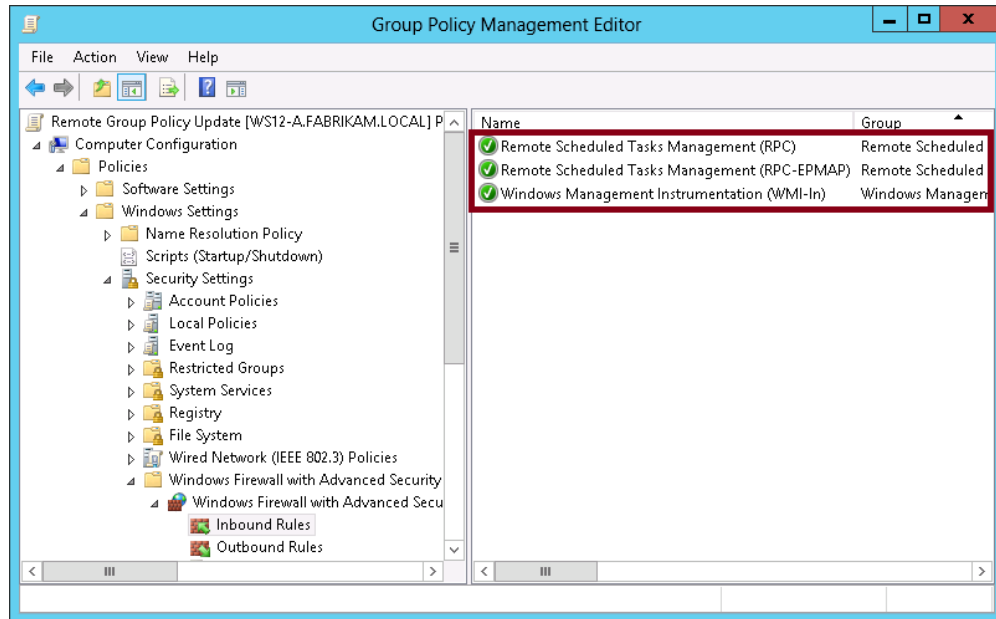 Group Policy Management Editor
File Action View Help
Remote Group Policy Update [WS12-A.FABRIKAM.LOCAL] P
Computer Configuration
Policies
Software Settings
Windows Settings
Name Resolution Policy
Scripts (Startup/Shutdown)
Security Settings
Account Policies
Local Policies
Event Log
Restricted Groups
System Services
Registry
File System
Wired Network (IEEE 802.3) Policies
Windows Firewall with Advanced Security
Windows Firewall with Advanced Secu
Inbound Rules
Outbound Rules
Name Group
Remote Scheduled Tasks Management (RPC) Remote Scheduled
Remote Scheduled Tasks Management (RPC-EPMAP) Remote Scheduled
Windows Management Instrumentation (WMI-In) Windows Managem